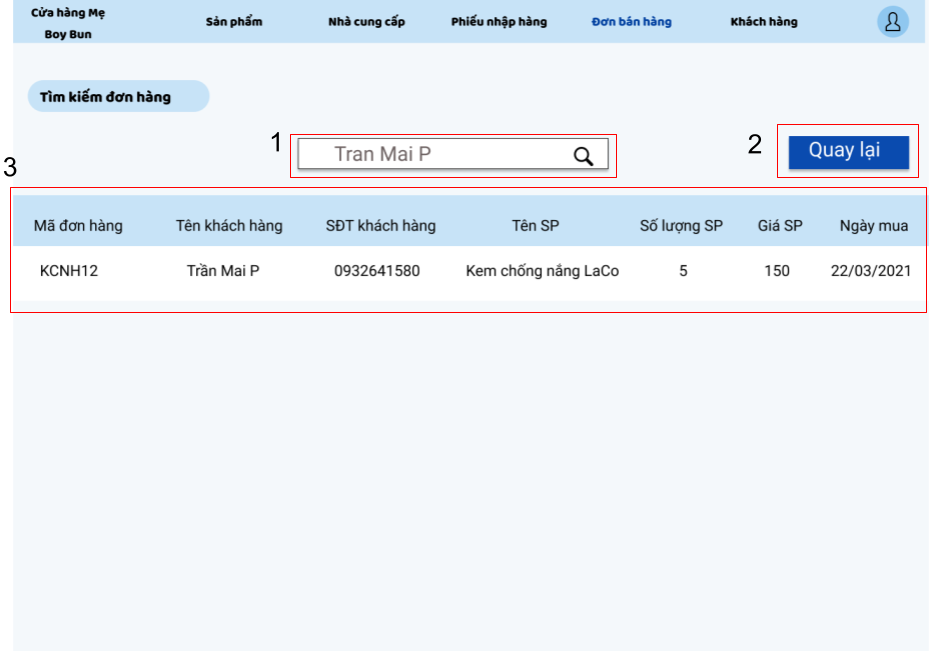 Cửa hàng Mẹ
Boy Bun
Sản phẩm
Nhà cung cấp
Phiếu nhập hàng
Đơn bán hàng
Khách hàng
Tìm kiếm đơn hàng
1
Tran Mai P
2
Quay lại
3
Mã đơn hàng Tên khách hàng SĐT khách hàng Tên SP Số lượng SP Giá SP Ngày mua
KCNH12 Trần Mai P 0932641580 Kem chống nắng LaCo 5 150 22/03/2021